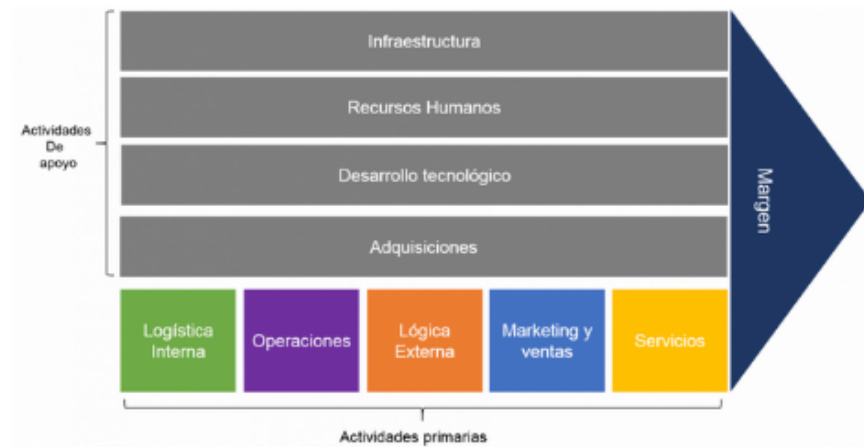 Infraestructura
Recursos Humanos
Actividades
De
apoyo
Desarrollo tecnológico
Adquisiciones
Margen
Logística
Interna
Operaciones
Lógica
Externa
Marketing y
ventas
Servicios
Actividades primarias